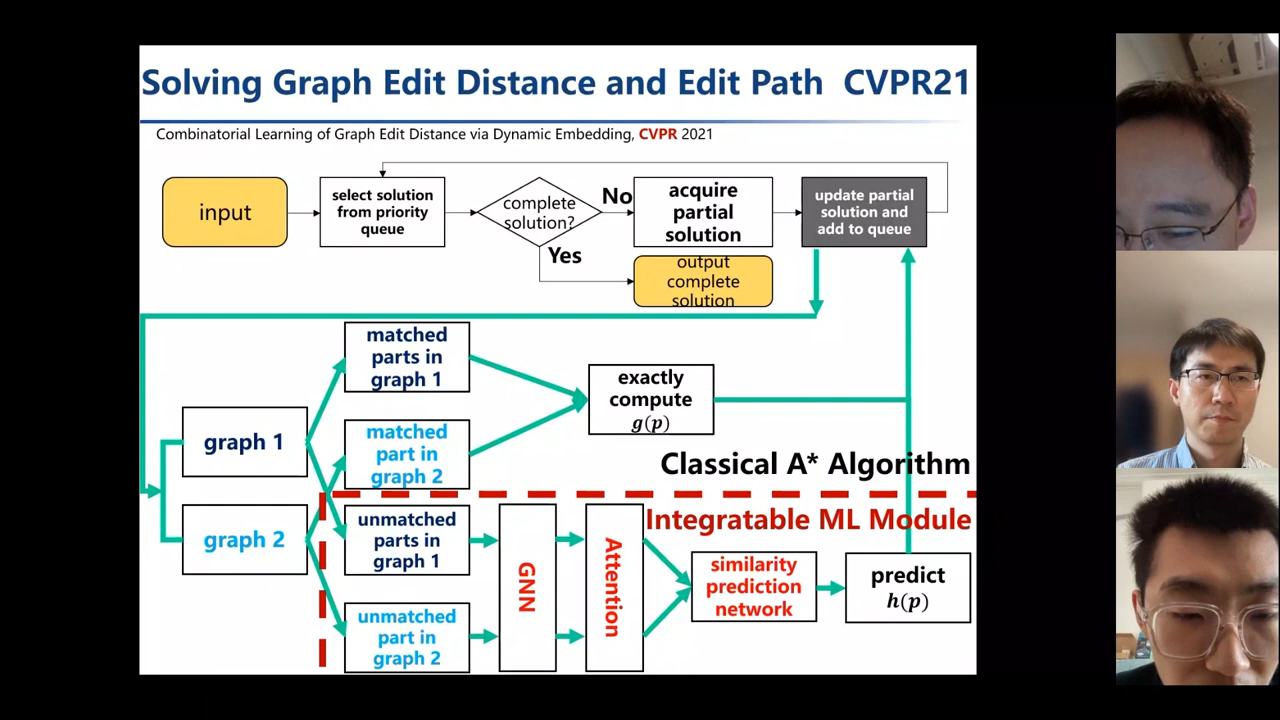 Solving Graph Edit Distance and Edit Path CVPR21
Combinatorial Learning of Graph Edit Distance via Dynamic Embedding, CVPR 2021
input
select solution
from priority
queue
complete
solution?
No
Yes
acquire
partial
solution
update partial
solution and
add to queue
output
complete
solution
graph 1
graph 2
matched
parts in
graph 1
matched
part in
graph 2
exactly
compute
g(p)
Classical A* Algorithm
Integratable ML Module
unmatched
parts in
graph 1
unmatched
part in
graph 2
GNN
Attention
similarity
prediction
network
predict
h(p)